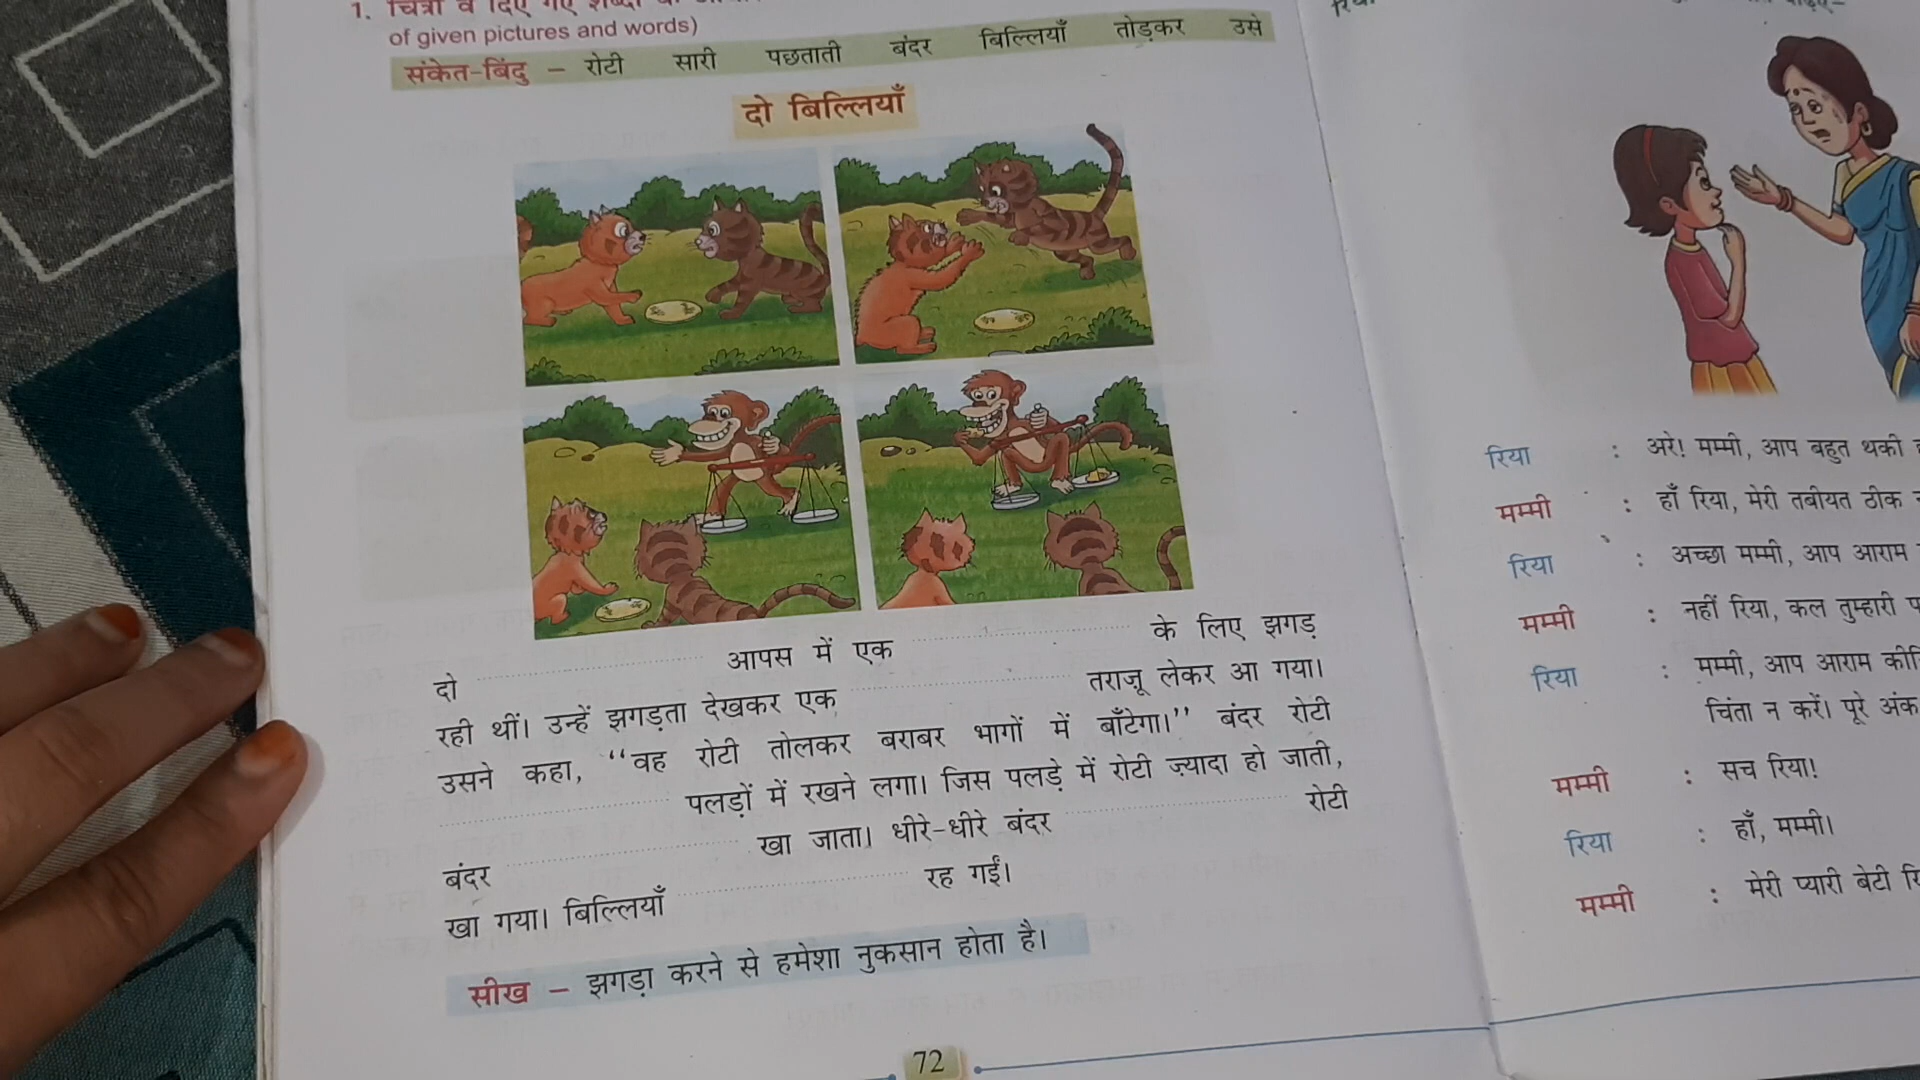 1. चित्रों व दिए गए शब्दों
of given pictures and words)
संकेत-बिंदु – रोटी सारी पछताती बंदर बिल्लियाँ तोड़कर उसे
दो बिल्लियाँ
दो ........ आपस में एक ........ के लिए झगड़
रही थीं। उन्हें झगड़ता देखकर एक ........ तराजू लेकर आ गया।
उसने कहा, ‘‘वह रोटी तोलकर बराबर भागों में बाँटेगा।’’ बंदर रोटी
........ पलड़ों में रखने लगा। जिस पलड़े में रोटी ज़्यादा हो जाती,
बंदर ........ खा जाता। धीरे-धीरे बंदर ........ रोटी
खा गया। बिल्लियाँ ........ रह गईं।
सीख – झगड़ा करने से हमेशा नुकसान होता है।
72
रिया
रिया : अरे! मम्मी, आप बहुत थकी
मम्मी : हाँ रिया, मेरी तबीयत ठीक
रिया : अच्छा मम्मी, आप आराम
मम्मी : नहीं रिया, कल तुम्हारी
रिया : मम्मी, आप आराम
चिंता न करें। पूरे अंक
मम्मी : सच रिया!
रिया : हाँ, मम्मी।
मम्मी : मेरी प्यारी बेटी